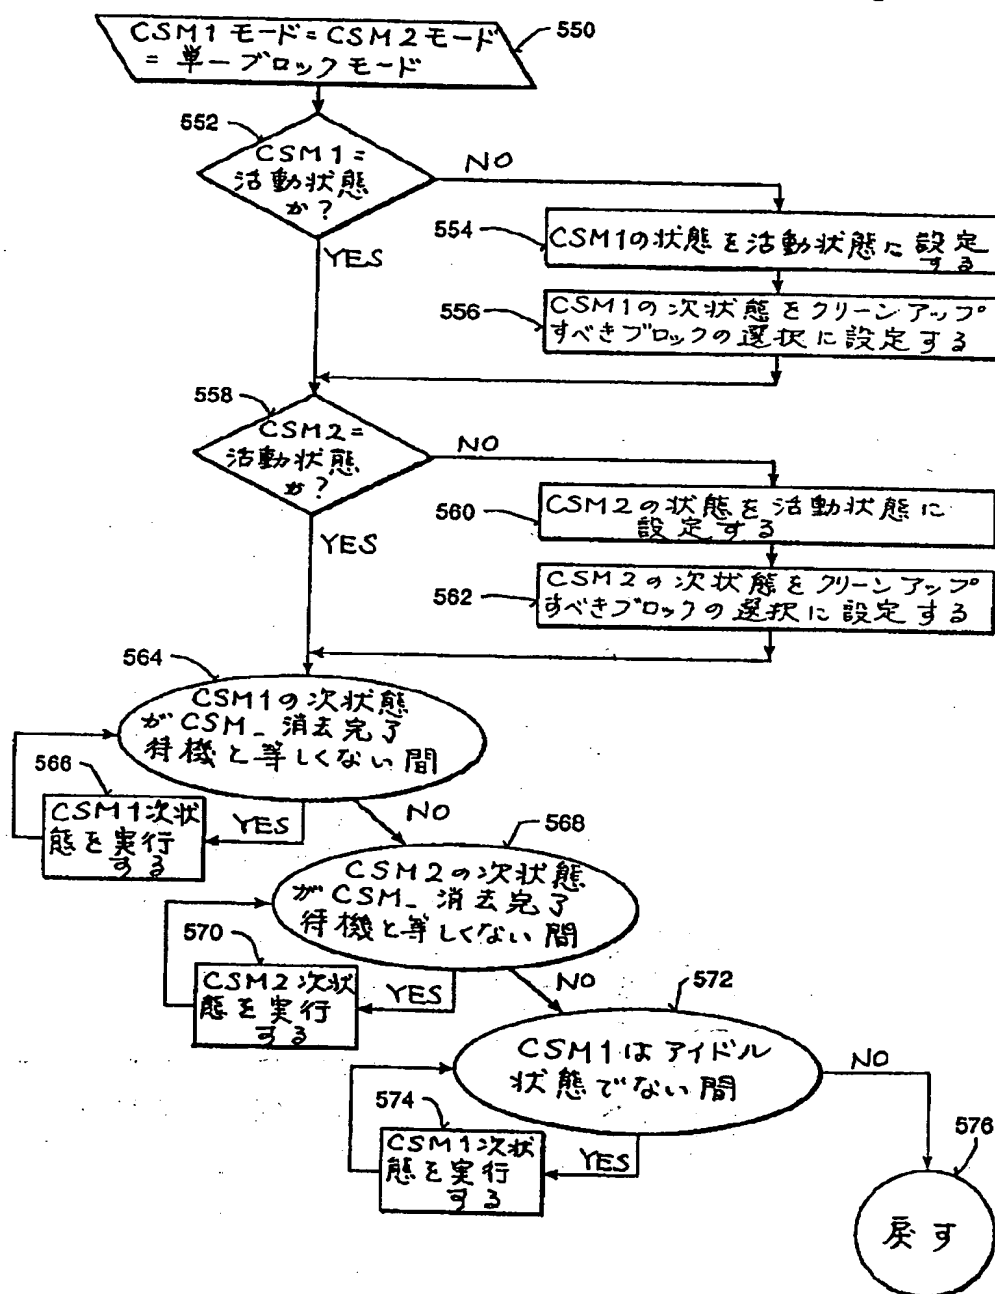 CSM1モード=CSM2モード
=単一ブロックモード
550
552
CSM1=
活動状態
か?
NO
YES
554
CSM1の状態を活動状態に設定
する
556
CSM1の次状態をクリーンアップ
すべきブロックの選択に設定する
558
CSM2=
活動状態
か?
NO
YES
560
CSM2の状態を活動状態に
設定する
562
CSM2の次状態をクリーンアップ
すべきブロックの選択に設定する
564
CSM1の次状態
がCSM_消去完了
待機と等しくない間
566
CSM1次状
態を実行
する
YES
NO
568
CSM2の次状態
がCSM_消去完了
待機と等しくない間
570
CSM2次状
態を実行
する
YES
NO
572
CSM1はアイドル
状態でない間
NO
574
CSM1次状
態を実行
する
YES
576
戻す